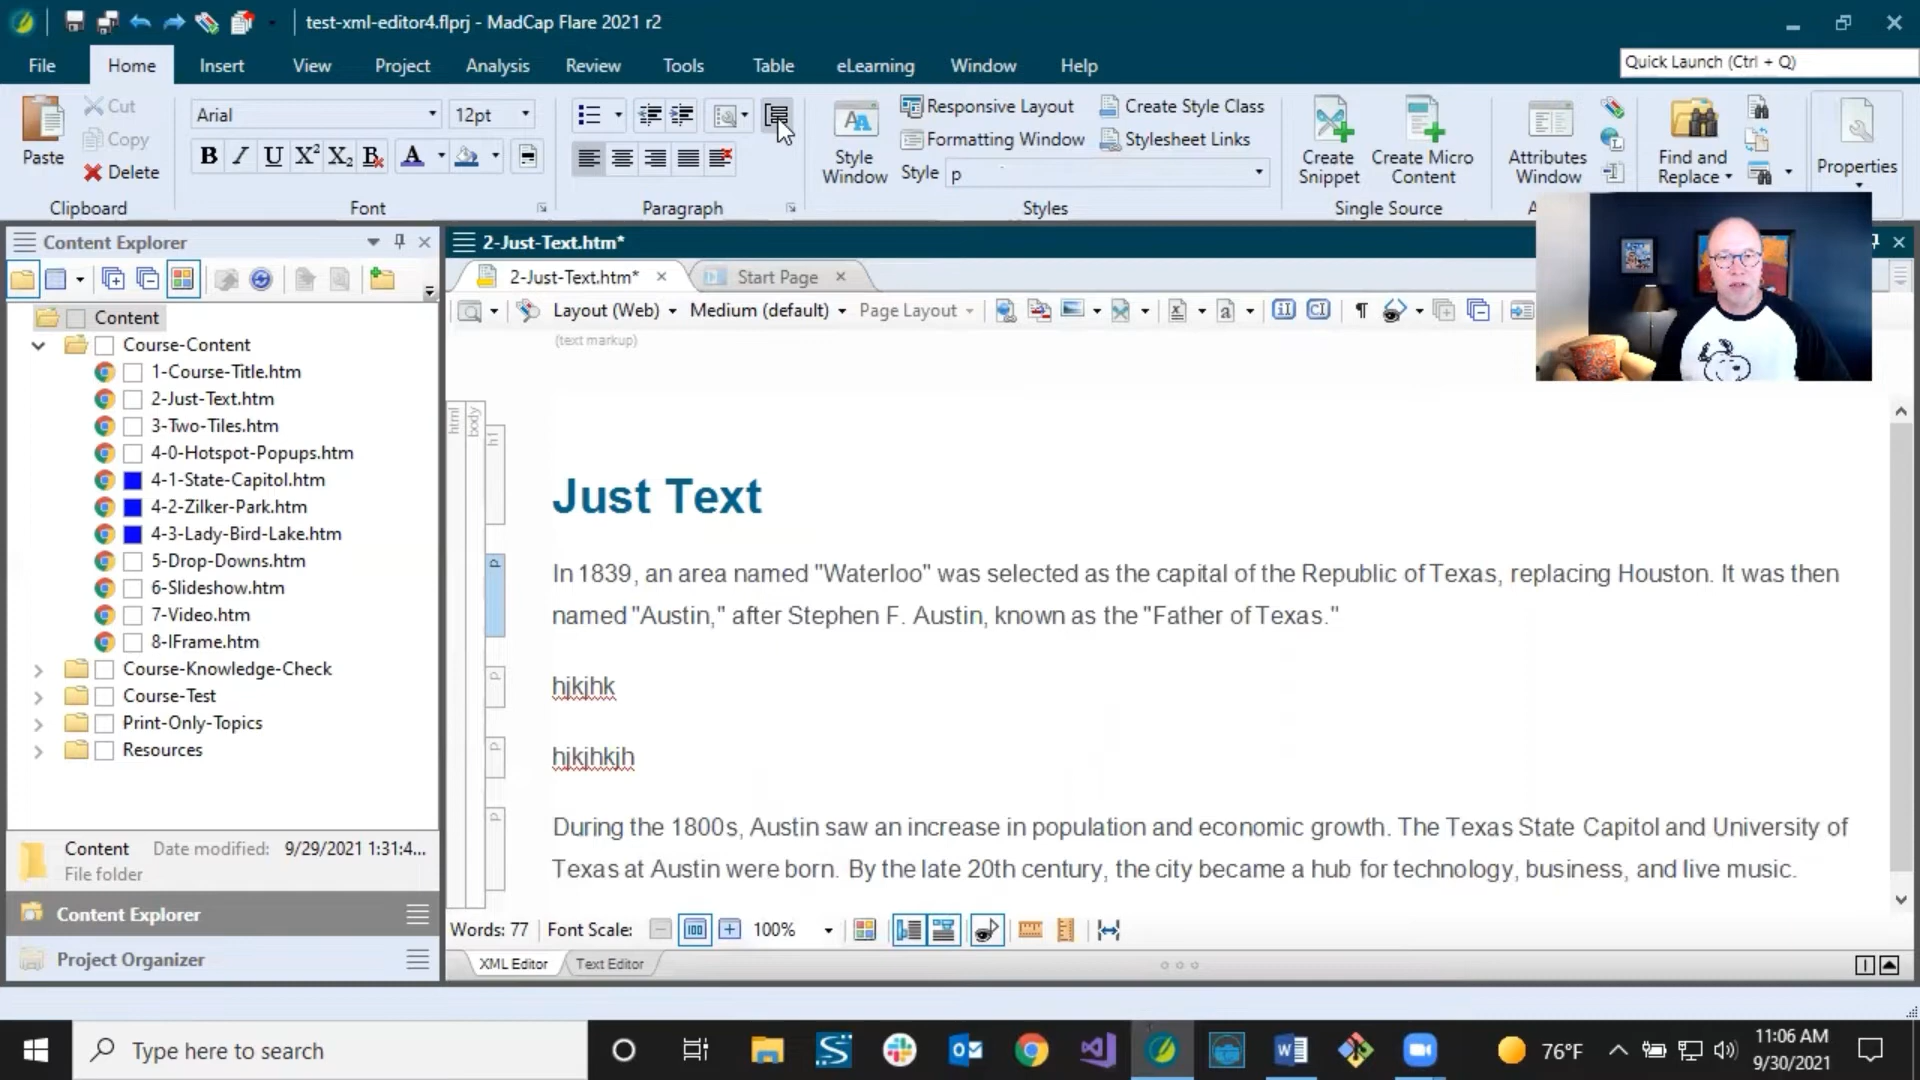 test-xml-editor4.flprj - MadCap Flare 2021 r2
File
Home
Insert
View
Project
Analysis
Review
Tools
Table
eLearning
Window
Help
Quick Launch (Ctrl + Q)
Paste
Cut
Copy
Delete
Clipboard
Arial
12pt
B I U X² X₂ B A
Font
Paragraph
Style Window
Responsive Layout
Formatting Window
Create Style Class
Stylesheet Links
Style
p
Styles
Create Snippet
Create Micro Content
Single Source
Attributes Window
Find and Replace
Properties
Content Explorer
2-Just-Text.htm*
2-Just-Text.htm*
Start Page
Layout (Web)
Medium (default)
Page Layout
(text markup)
Content
Course-Content
1-Course-Title.htm
2-Just-Text.htm
3-Two-Tiles.htm
4-0-Hotspot-Popups.htm
4-1-State-Capitol.htm
4-2-Zilker-Park.htm
4-3-Lady-Bird-Lake.htm
5-Drop-Downs.htm
6-Slideshow.htm
7-Video.htm
8-IFrame.htm
Course-Knowledge-Check
Course-Test
Print-Only-Topics
Resources
Content
Date modified: 9/29/2021 1:31:4...
File folder
Content Explorer
Project Organizer
html
body
h1
p
p
p
p
Just Text
In 1839, an area named "Waterloo" was selected as the capital of the Republic of Texas, replacing Houston. It was then
named "Austin," after Stephen F. Austin, known as the "Father of Texas."
hjkjhk
hjkjhkjh
During the 1800s, Austin saw an increase in population and economic growth. The Texas State Capitol and University of
Texas at Austin were born. By the late 20th century, the city became a hub for technology, business, and live music.
Words: 77
Font Scale:
100%
XML Editor
Text Editor
Type here to search
76°F
11:06 AM
9/30/2021